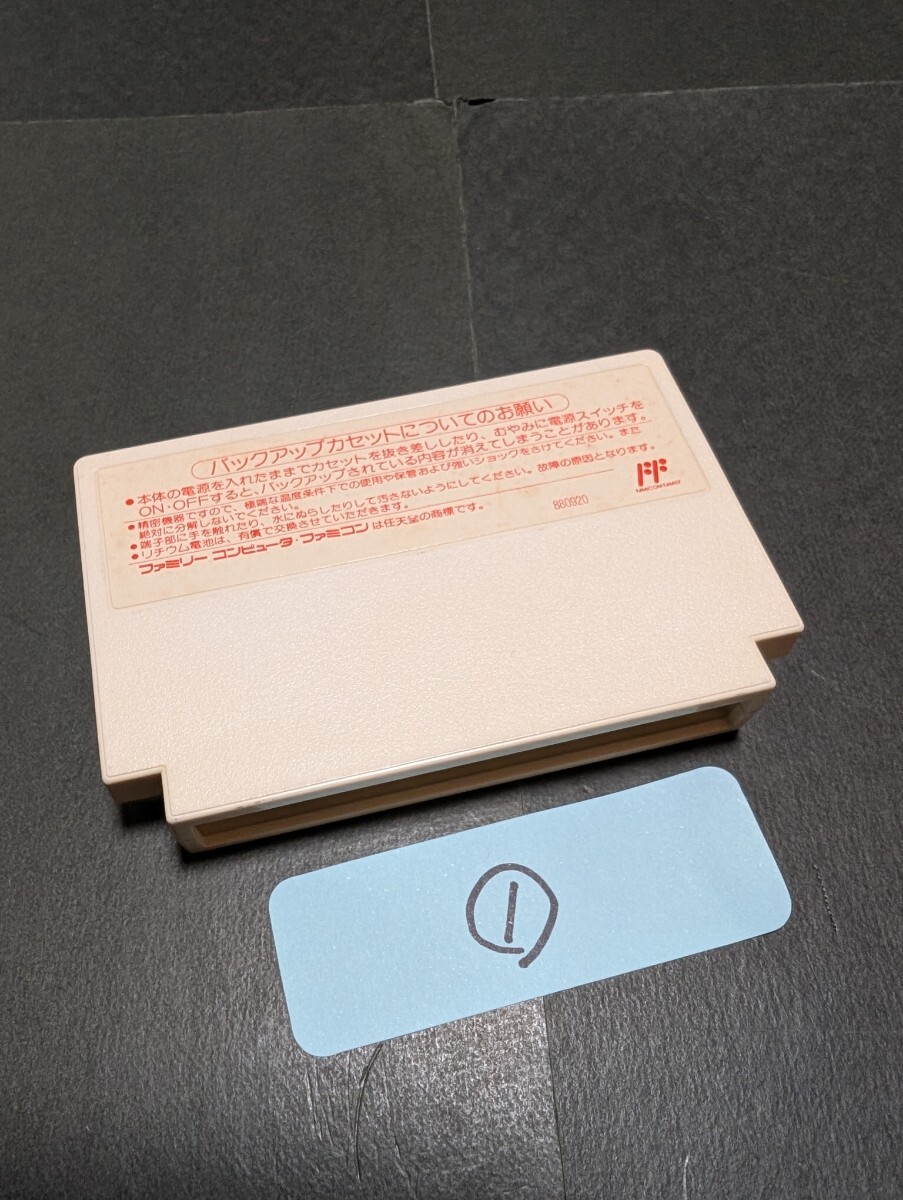 バックアップカセットについてのお願い
●本体の電源を入れたままでカセットを抜き差ししたり、むやみに電源スイッチを
ON・OFFすると、バックアップされている内容が消えてしまうことがあります。
●精密機器ですので、極端な温度条件下での使用や保管および強いショックをさけてください。また
絶対に分解しないでください。
●端子部に手を触れたり、水にぬらしたりして汚さないようにしてください。故障の原因となります。
●リチウム電池は、有償で交換させていただきます。
ファミリー コンピュータ・ファミコンは任天堂の商標です。
880920
FAMICOM FAMILY
①